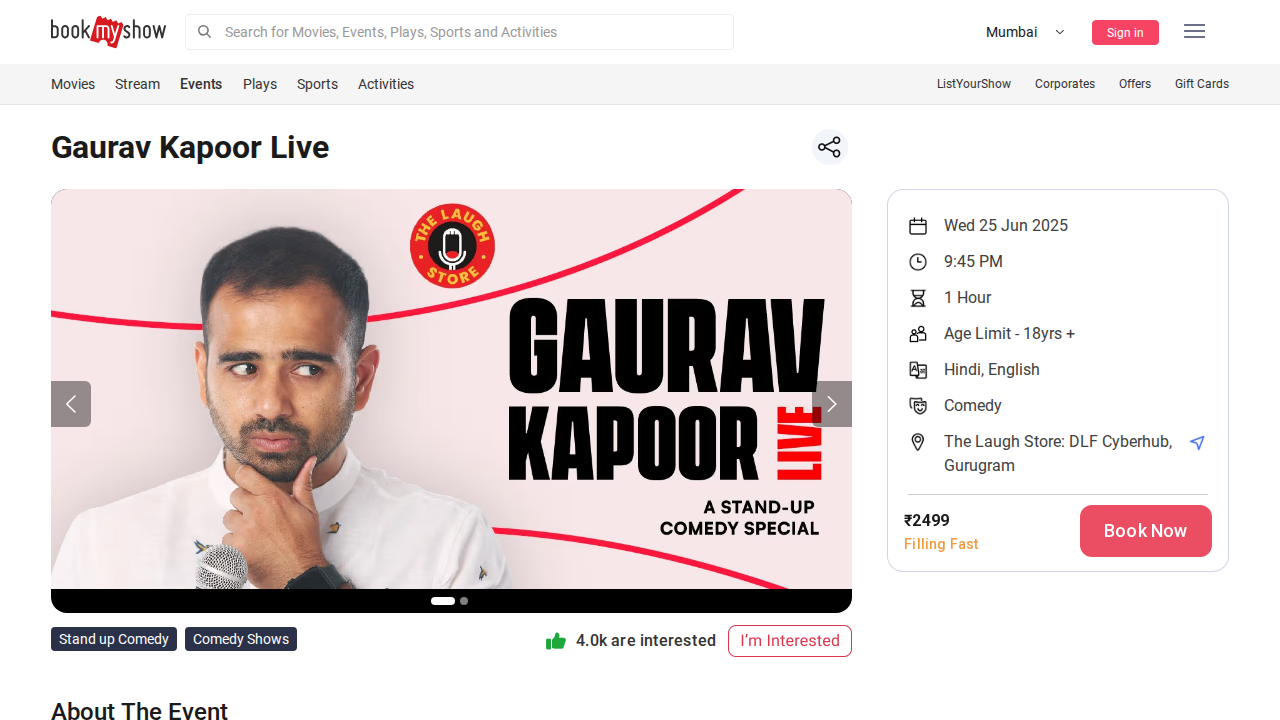 bookmyshow
Search for Movies, Events, Plays, Sports and Activities
Mumbai
Sign in
Movies
Stream
Events
Plays
Sports
Activities
ListYourShow
Corporates
Offers
Gift Cards
Gaurav Kapoor Live
THE LAUGH
STORE
GAURAV
KAPOOR LIVE
A STAND-UP
COMEDY SPECIAL
Wed 25 Jun 2025
9:45 PM
1 Hour
Age Limit - 18yrs +
Hindi, English
Comedy
The Laugh Store: DLF Cyberhub,
Gurugram
₹2499
Filling Fast
Book Now
Stand up Comedy
Comedy Shows
4.0k are interested
I'm Interested
About The Event